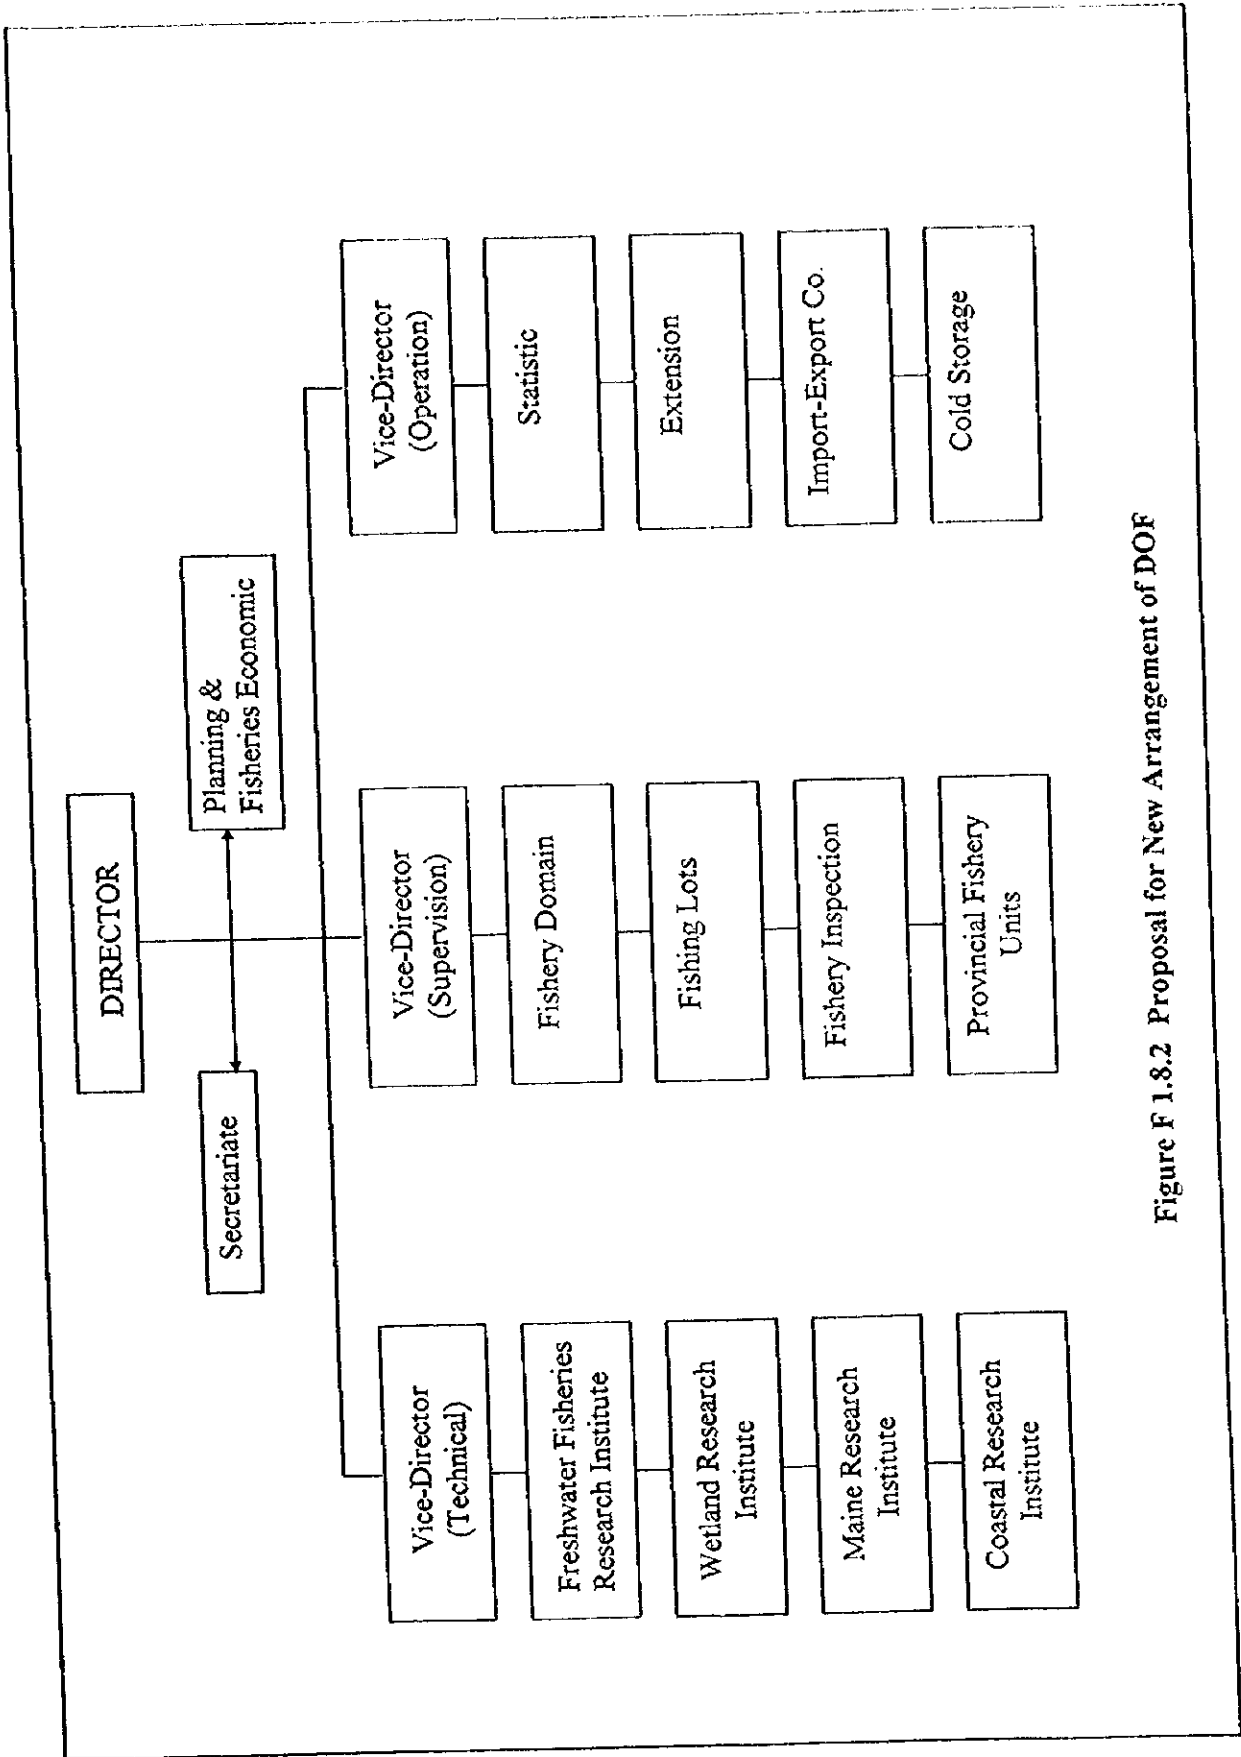 DIRECTOR
Secretariate
Planning &
Fisheries Economic
Vice-Director
(Technical)
Freshwater Fisheries
Research Institute
Wetland Research
Institute
Maine Research
Institute
Coastal Research
Institute
Vice-Director
(Supervision)
Fishery Domain
Fishing Lots
Fishery Inspection
Provincial Fishery
Units
Vice-Director
(Operation)
Statistic
Extension
Import-Export Co.
Cold Storage
Figure F 1.8.2 Proposal for New Arrangement of DOF